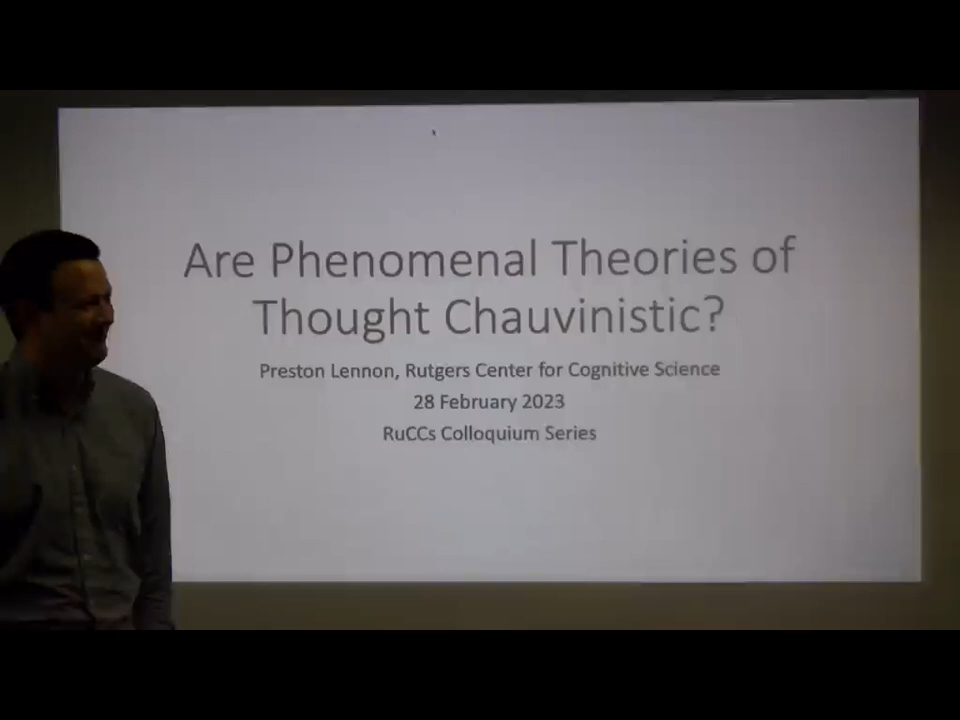 Are Phenomenal Theories of
Thought Chauvinistic?
Preston Lennon, Rutgers Center for Cognitive Science
28 February 2023
RuCCs Colloquium Series